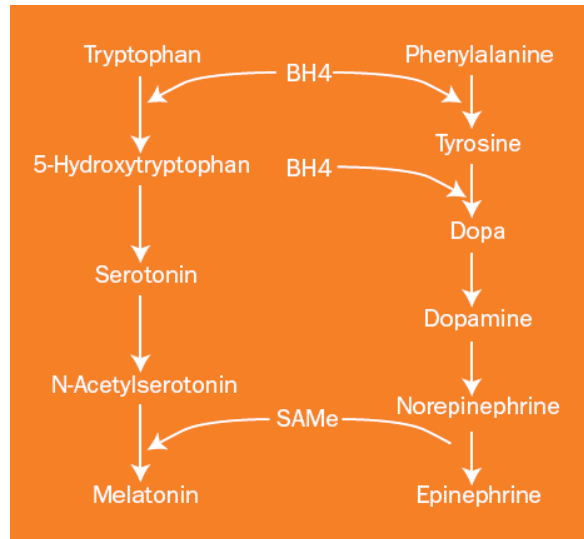 Tryptophan
BH4
Phenylalanine
Tyrosine
5-Hydroxytryptophan
BH4
Dopa
Serotonin
Dopamine
N-Acetylserotonin
Norepinephrine
SAMe
Melatonin
Epinephrine